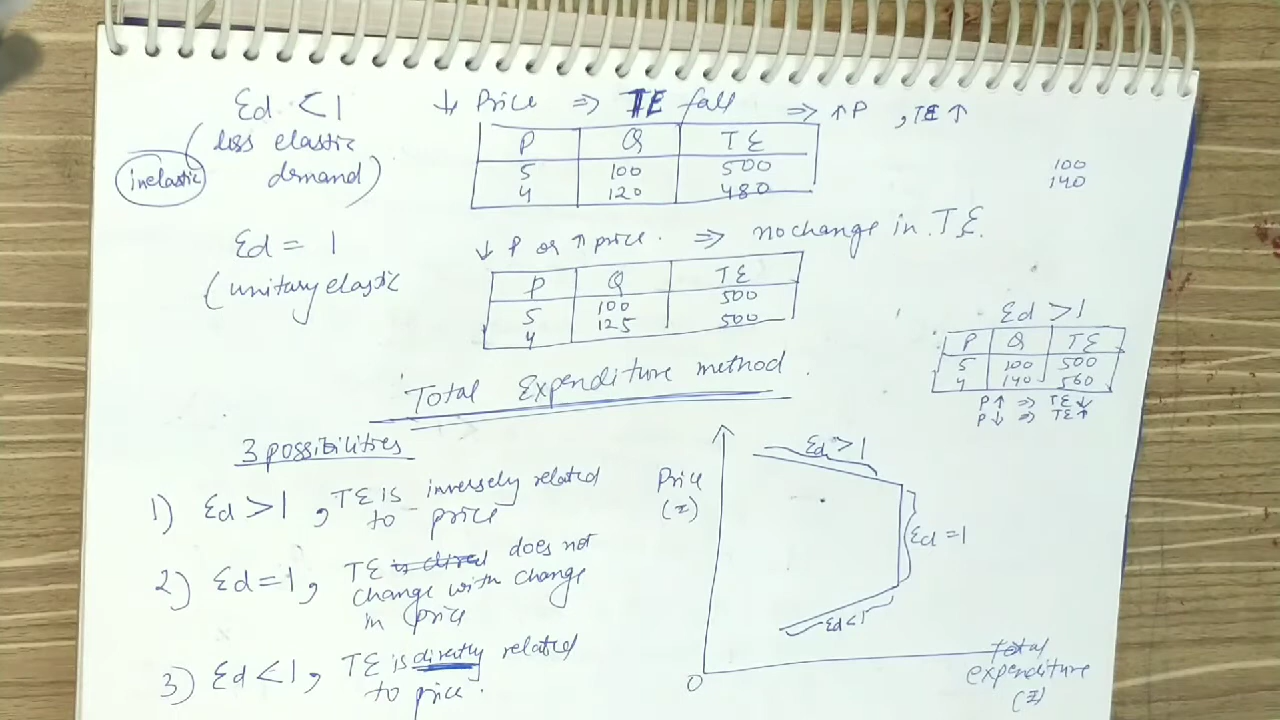 Ed < 1 ↓ Price ⇒ TE fall ⇒ ↑P , TE ↑
(less elastic
inelastic demand)
P Q TE
5 100 500
4 120 480
100
140
Ed = 1 ↓ P or ↑ price. ⇒ no change in T.E.
(unitary elastic
P Q TE
5 100 500
4 125 500
Ed > 1
P Q TE
5 100 500
4 140 560
P↑ ⇒ TE↓
P↓ ⇒ TE↑
Total Expenditure method
3 possibilities
1) Ed > 1 , TE is inversely related
to price
2) Ed = 1 , TE does not
change with change
in price
3) Ed < 1 , TE is directly related
to price.
Price
(₹)
Ed > 1
Ed = 1
Ed < 1
0
Total
expenditure
(₹)